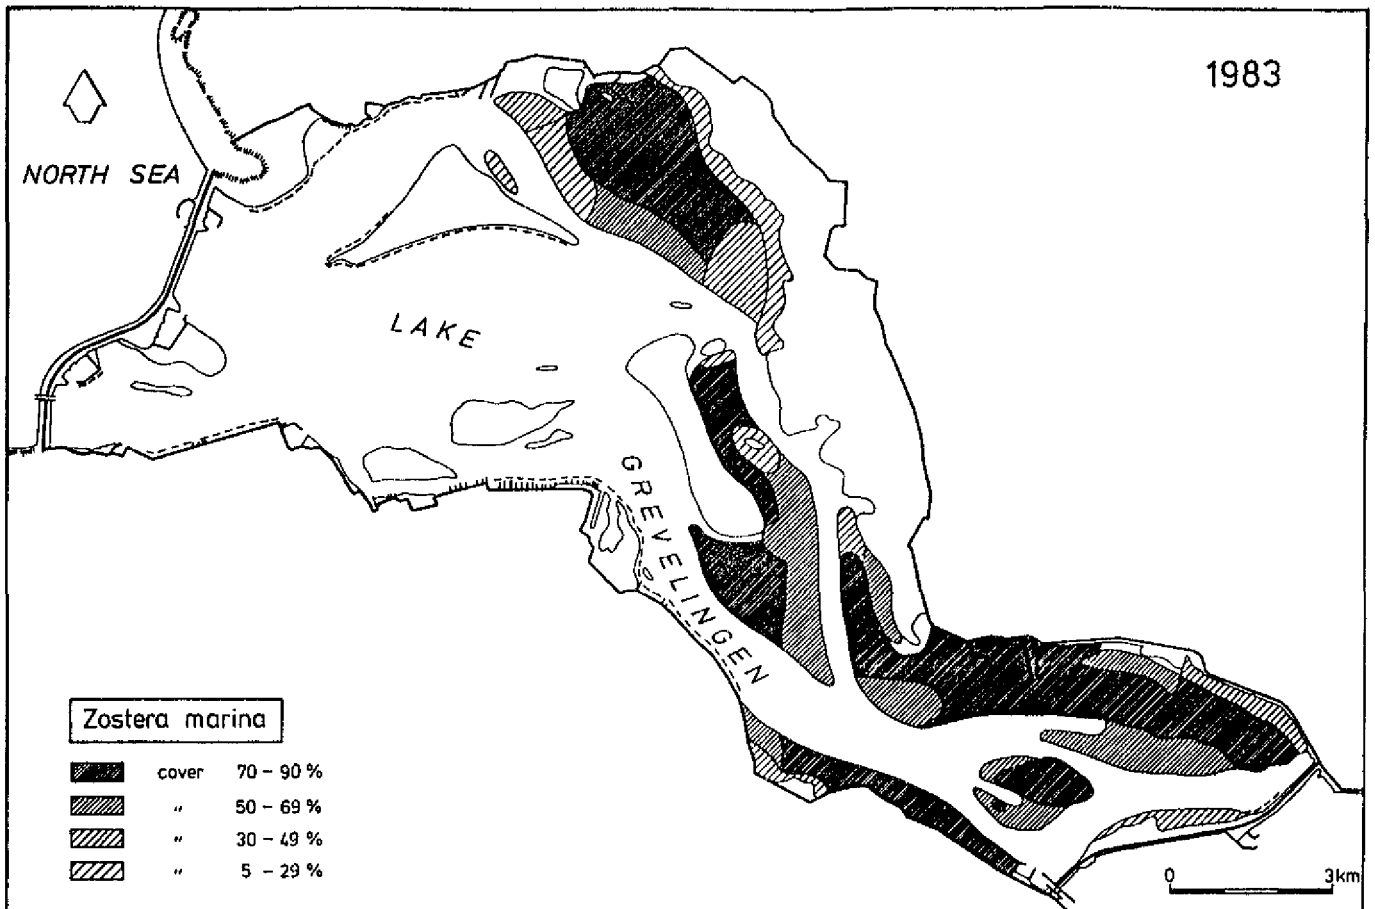 1983
NORTH SEA
LAKE
GREVELINGEN
Zostera marina
cover 70 - 90 %
" 50 - 69 %
" 30 - 49 %
" 5 - 29 %
0 3km